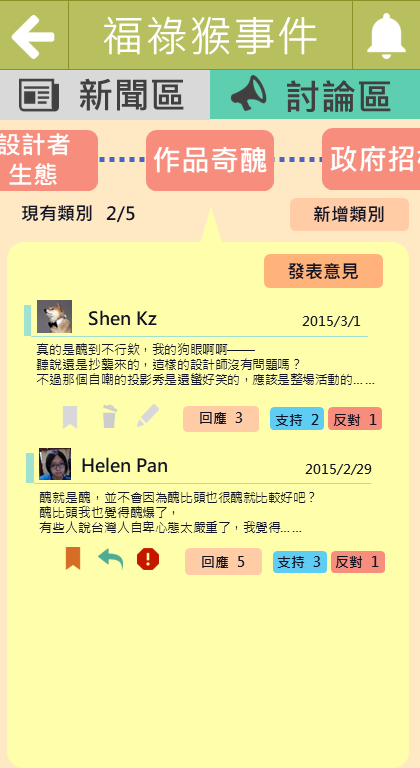 福祿猴事件
新聞區
討論區
設計者
生態
作品奇醜
政府招
現有類別 2/5
新增類別
發表意見
Shen Kz
2015/3/1
真的是醜到不行欸，我的狗眼啊啊——
聽說還是抄襲來的，這樣的設計師沒有問題嗎？
不過那個自嘲的投影秀是還蠻好笑的，應該是整場活動的……
回應 3
支持 2
反對 1
Helen Pan
2015/2/29
醜就是醜，並不會因為醜比頭也很醜就比較好吧？
醜比頭我也覺得醜爆了，
有些人說台灣人自卑心態太嚴重了，我覺得……
回應 5
支持 3
反對 1